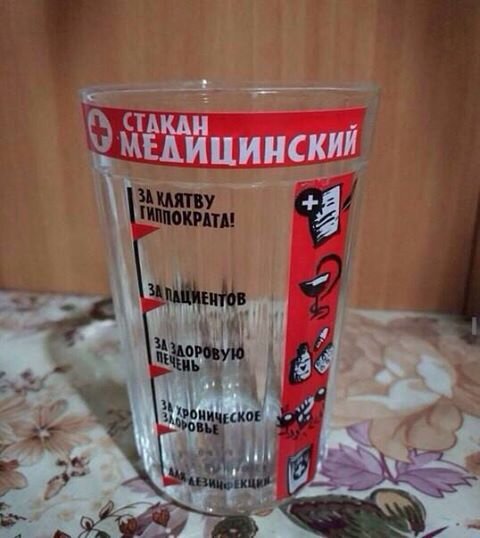 СТАКАН
МЕДИЦИНСКИЙ
ЗА КЛЯТВУ
ГИППОКРАТА!
ЗА ПАЦИЕНТОВ
ЗА ЗДОРОВУЮ
ПЕЧЕНЬ
ЗА ХРОНИЧЕСКОЕ
ЗДОРОВЬЕ
ДЛЯ ДЕЗИНФЕКЦИИ